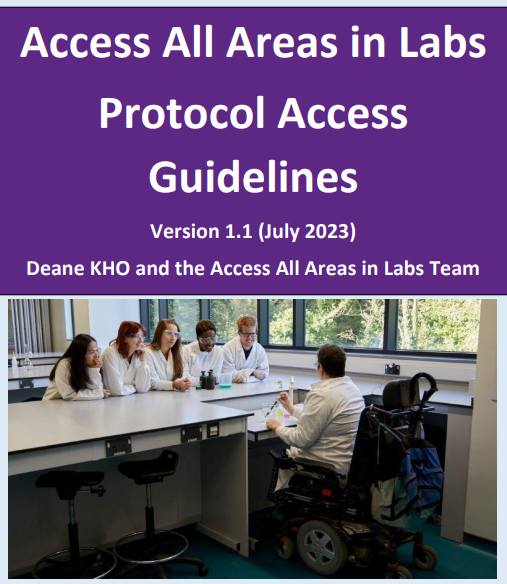 Access All Areas in Labs
Protocol Access
Guidelines
Version 1.1 (July 2023)
Deane KHO and the Access All Areas in Labs Team